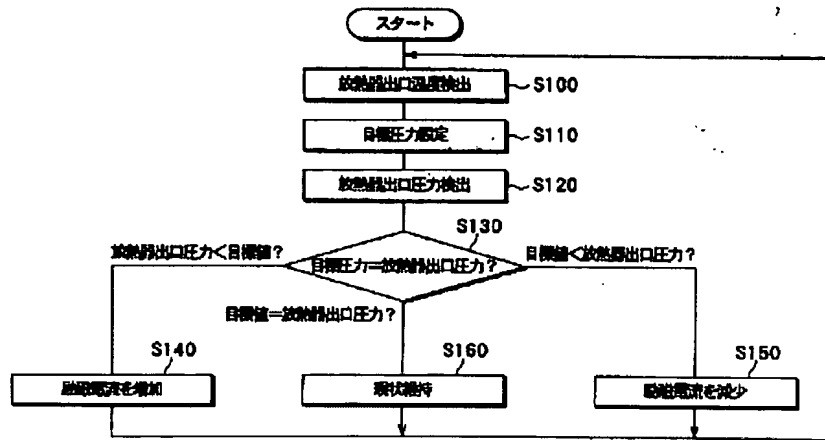 スタート
放熱器出口温度検出
S100
目標圧力設定
S110
放熱器出口圧力検出
S120
S130
放熱器出口圧力<目標値?
目標圧力=放熱器出口圧力?
目標値<放熱器出口圧力?
目標値=放熱器出口圧力?
S140
電流を増加
S160
現状維持
S150
電流を減少